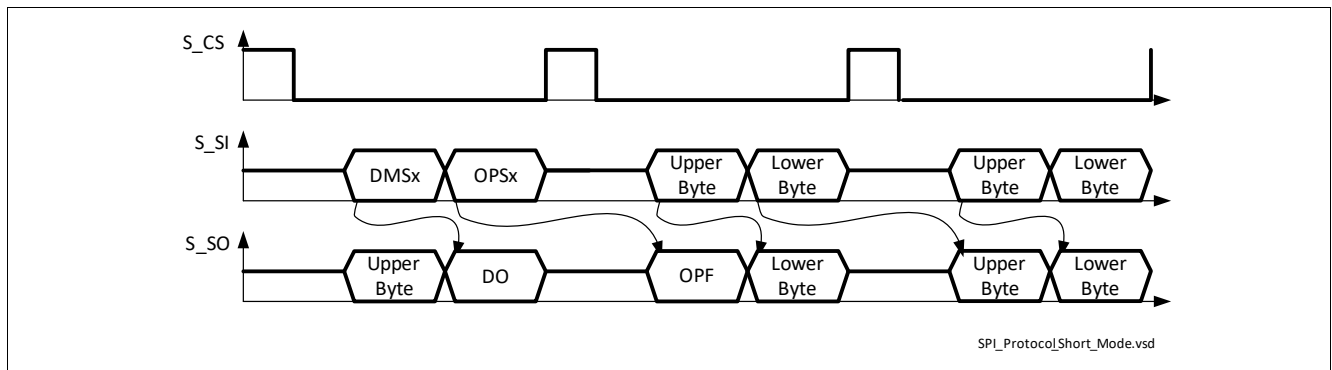 S_CS
S_SI
DMSx
OPSx
Upper
Byte
Lower
Byte
Upper
Byte
Lower
Byte
S_SO
Upper
Byte
DO
OPF
Lower
Byte
Upper
Byte
Lower
Byte
SPI_Protocol_Short_Mode.vsd